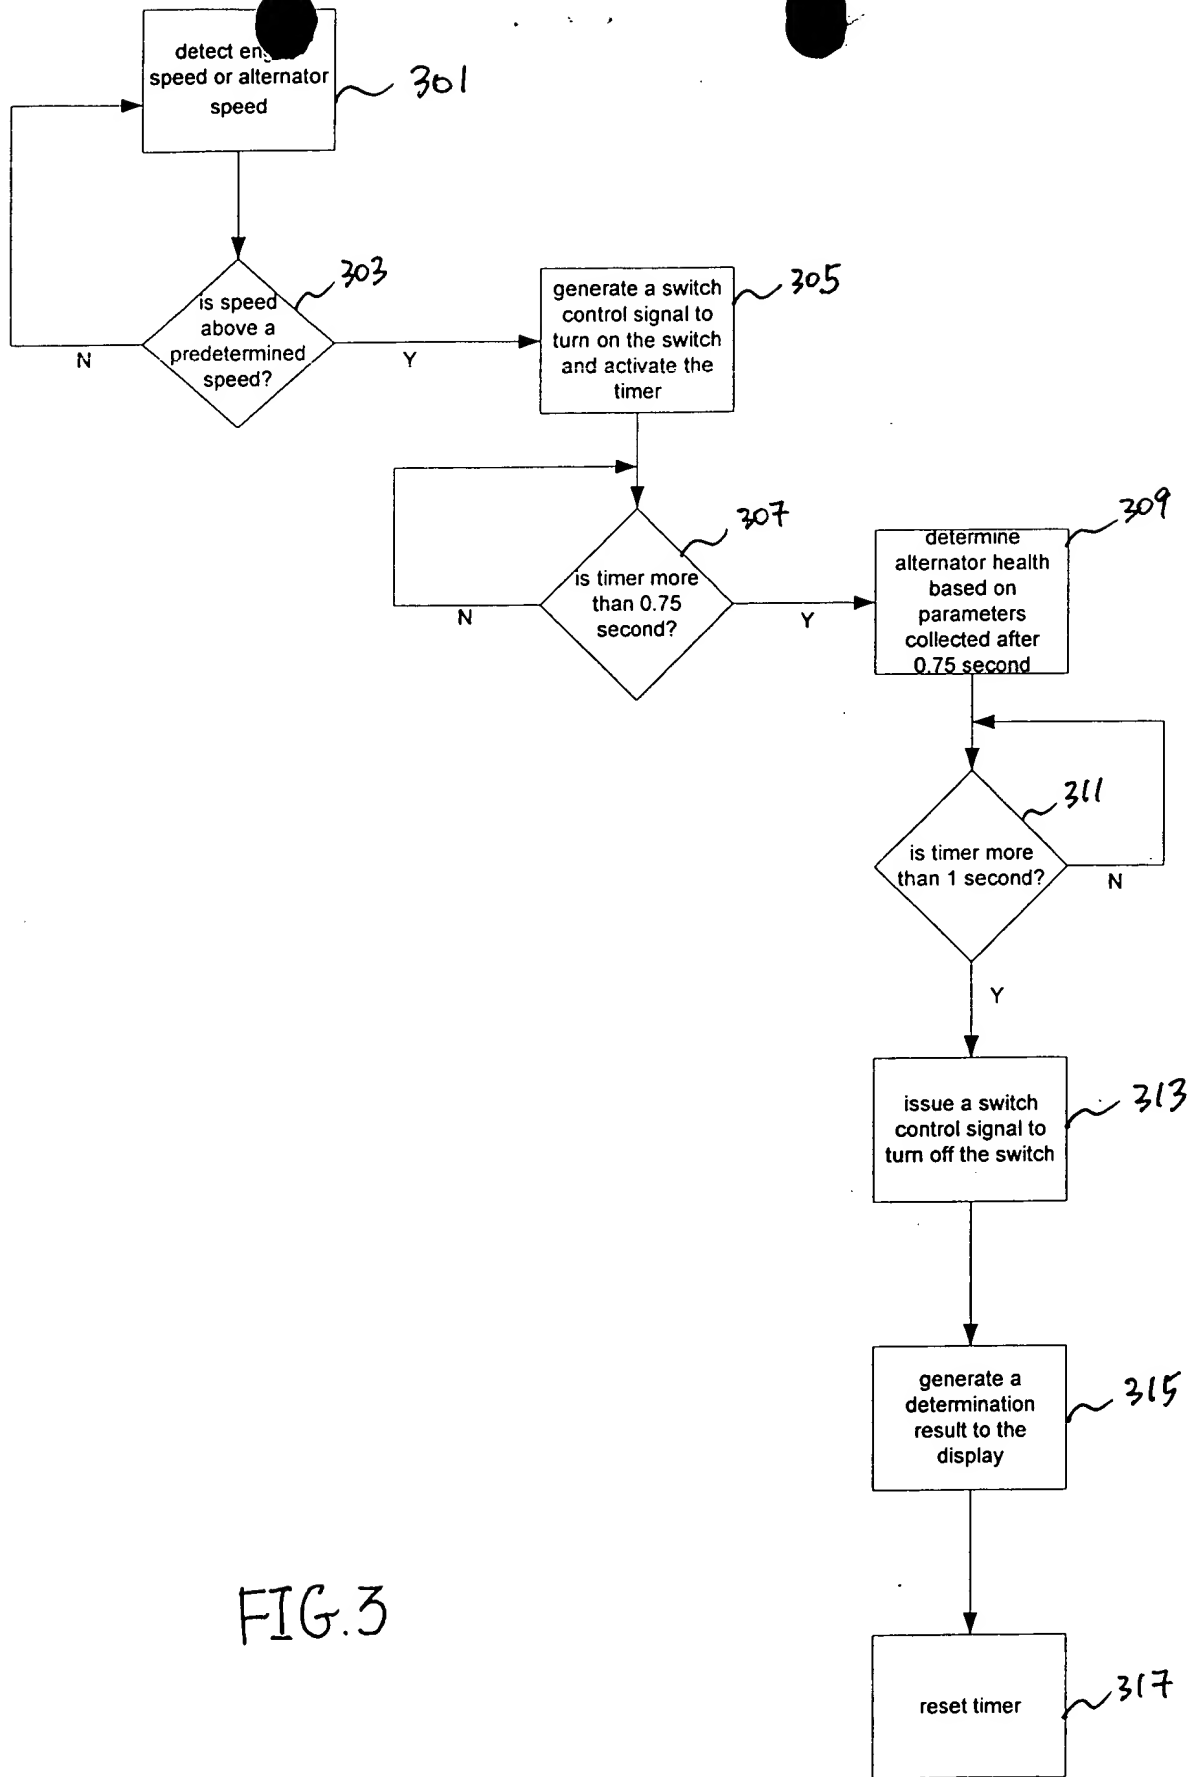 detect
speed or alternator
speed
301
is speed
above a
predetermined
speed?
303
N
Y
generate a switch
control signal to
turn on the switch
and activate the
timer
305
is timer more
than 0.75
second?
307
N
Y
determine
alternator health
based on
parameters
collected after
0.75 second
309
is timer more
than 1 second?
311
N
Y
issue a switch
control signal to
turn off the switch
313
generate a
determination
result to the
display
315
reset timer
317
FIG.3